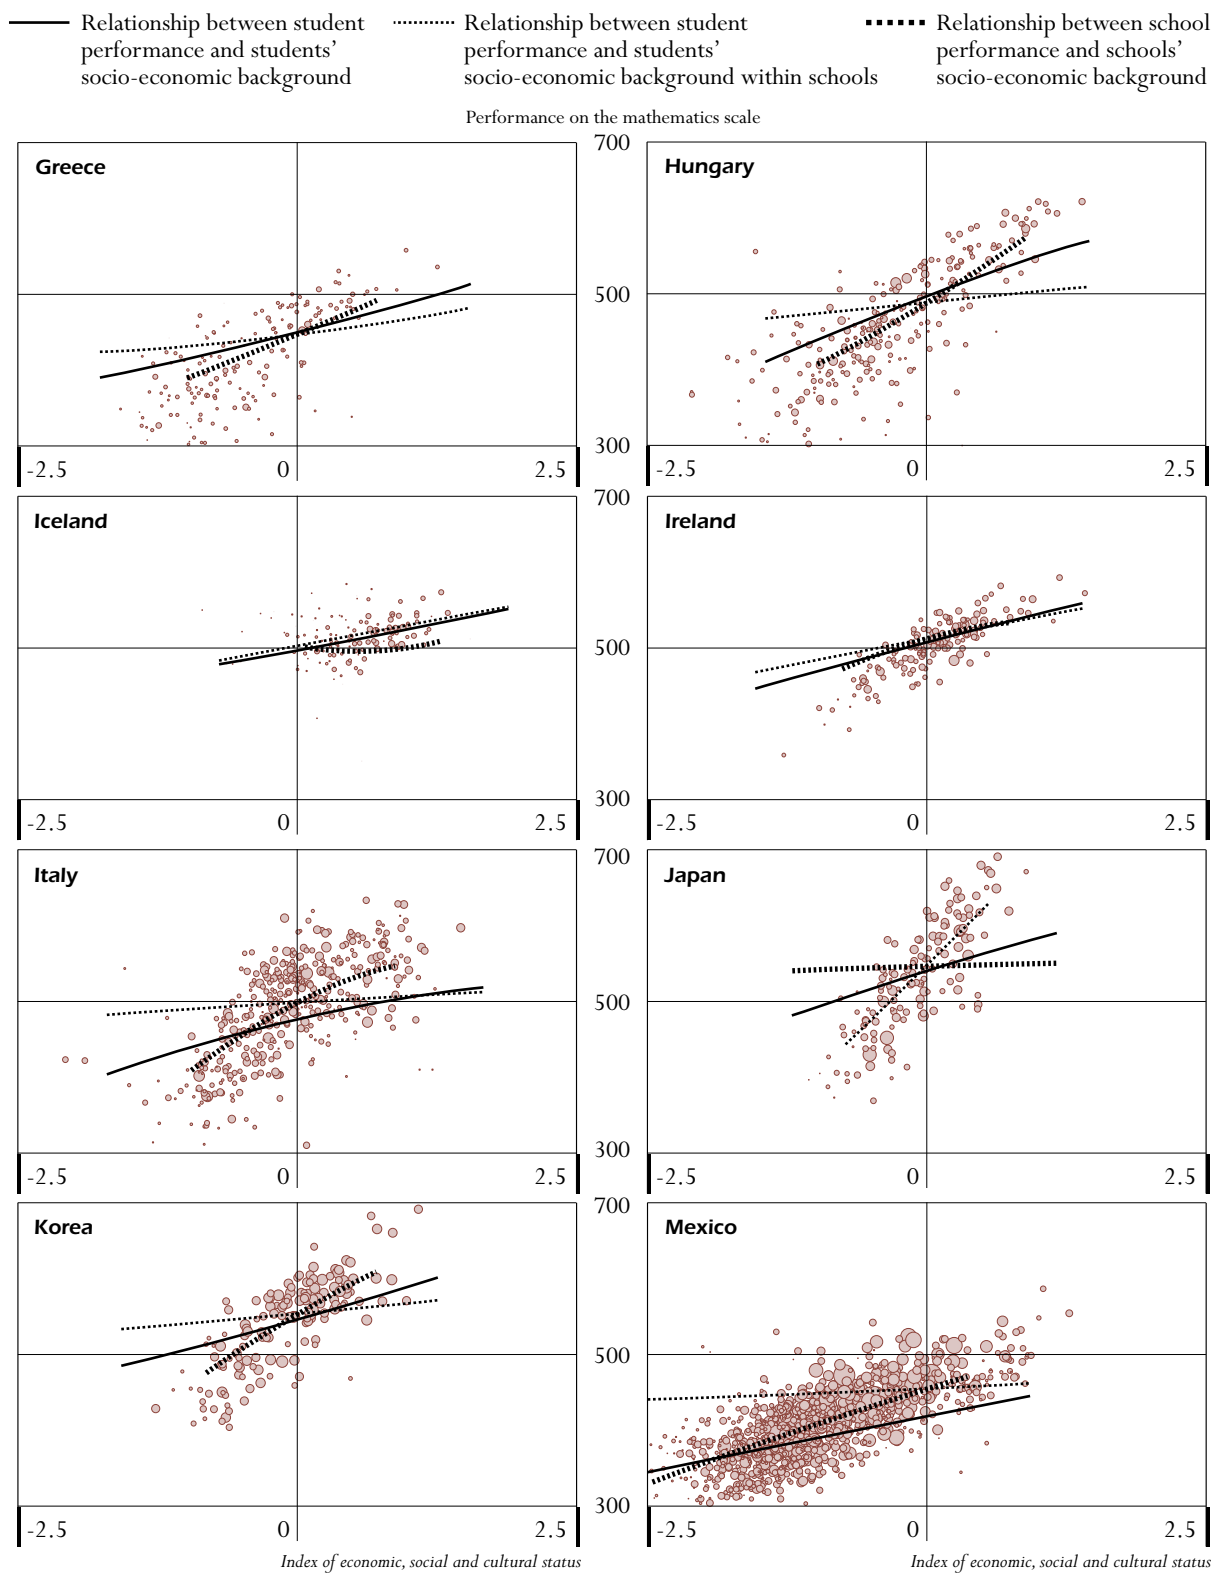 Relationship between student
performance and students’
socio-economic background
Relationship between student
performance and students’
socio-economic background within schools
Relationship between school
performance and schools’
socio-economic background
Performance on the mathematics scale
Greece
700
Hungary
500
300
-2.5 0 2.5
-2.5 0 2.5
Iceland
700
Ireland
500
300
-2.5 0 2.5
-2.5 0 2.5
Italy
700
Japan
500
300
-2.5 0 2.5
-2.5 0 2.5
Korea
700
Mexico
500
300
-2.5 0 2.5
-2.5 0 2.5
Index of economic, social and cultural status
Index of economic, social and cultural status